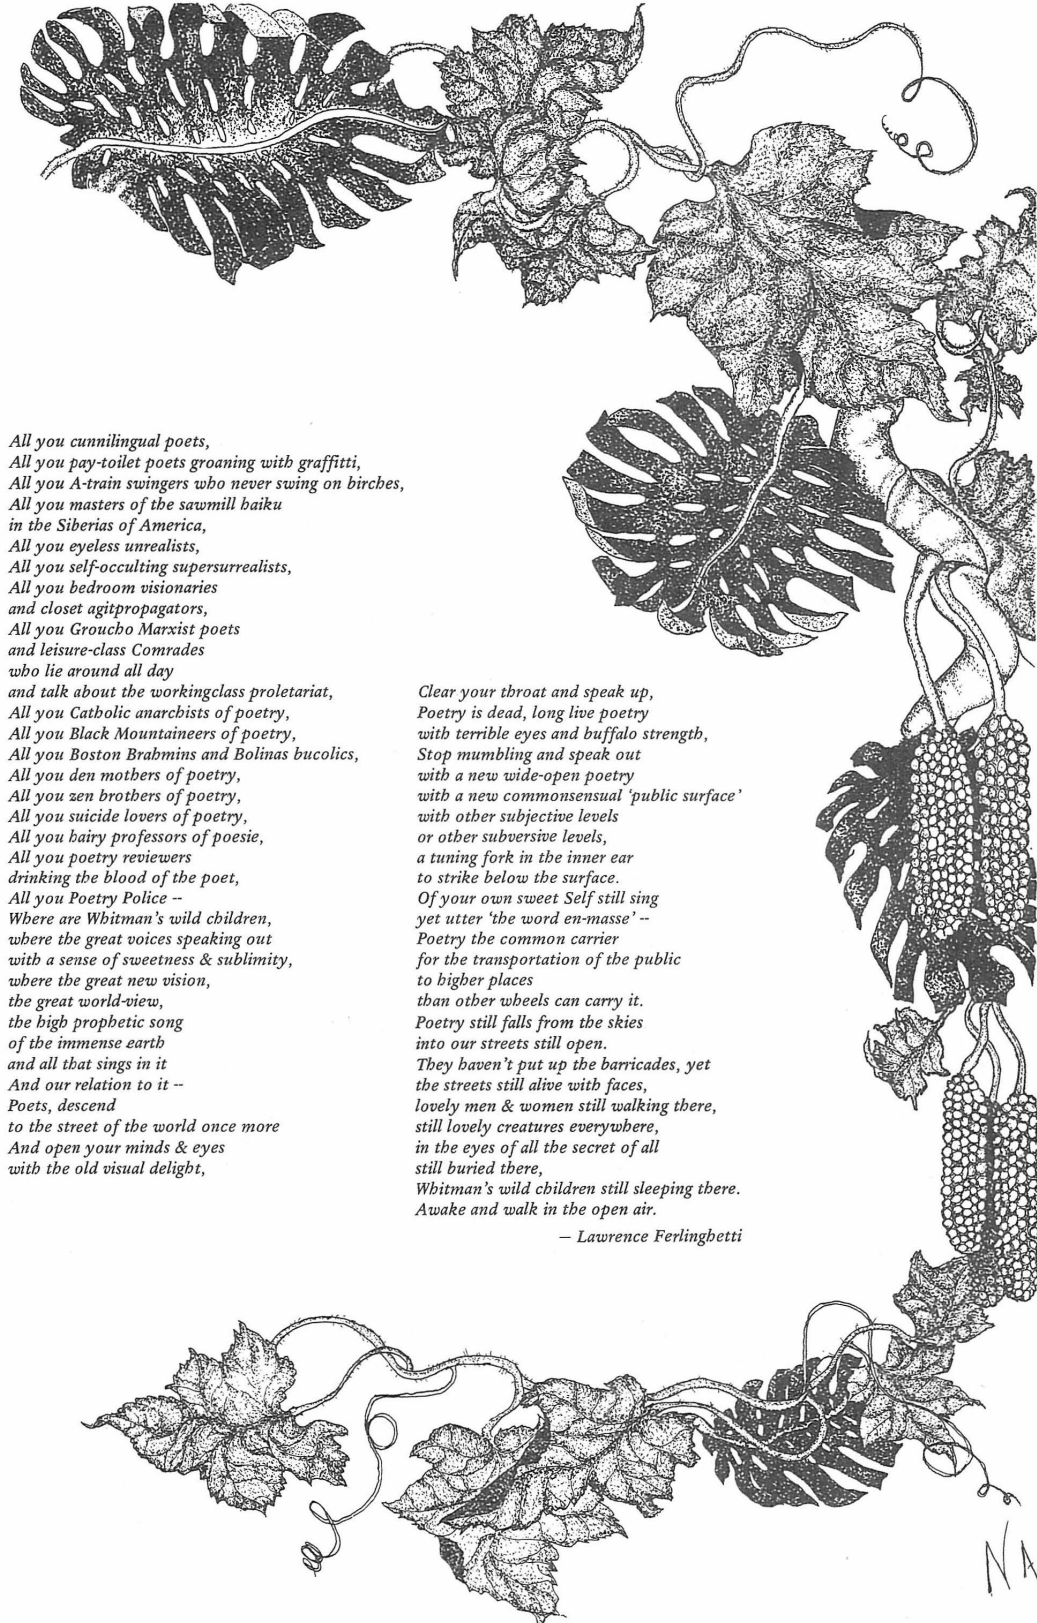 All you cunnilingual poets,
All you pay-toilet poets groaning with graffitti,
All you A-train swingers who never swing on birches,
All you masters of the sawmill haiku
in the Siberias of America,
All you eyeless unrealists,
All you self-occulting supersurrealists,
All you bedroom visionaries
and closet agitpropagators,
All you Groucho Marxist poets
and leisure-class Comrades
who lie around all day
and talk about the workingclass proletariat,
All you Catholic anarchists of poetry,
All you Black Mountaineers of poetry,
All you Boston Brahmins and Bolinas bucolics,
All you den mothers of poetry,
All you zen brothers of poetry,
All you suicide lovers of poetry,
All you hairy professors of poesie,
All you poetry reviewers
drinking the blood of the poet,
All you Poetry Police --
Where are Whitman's wild children,
where the great voices speaking out
with a sense of sweetness & sublimity,
where the great new vision,
the great world-view,
the high prophetic song
of the immense earth
and all that sings in it
And our relation to it --
Poets, descend
to the street of the world once more
And open your minds & eyes
with the old visual delight,
Clear your throat and speak up,
Poetry is dead, long live poetry
with terrible eyes and buffalo strength,
Stop mumbling and speak out
with a new wide-open poetry
with a new commonsensual 'public surface'
with other subjective levels
or other subversive levels,
a tuning fork in the inner ear
to strike below the surface.
Of your own sweet Self still sing
yet utter 'the word en-masse' --
Poetry the common carrier
for the transportation of the public
to higher places
than other wheels can carry it.
Poetry still falls from the skies
into our streets still open.
They haven't put up the barricades, yet
the streets still alive with faces,
lovely men & women still walking there,
still lovely creatures everywhere,
in the eyes of all the secret of all
still buried there,
Whitman's wild children still sleeping there.
Awake and walk in the open air.
— Lawrence Ferlinghetti
NA